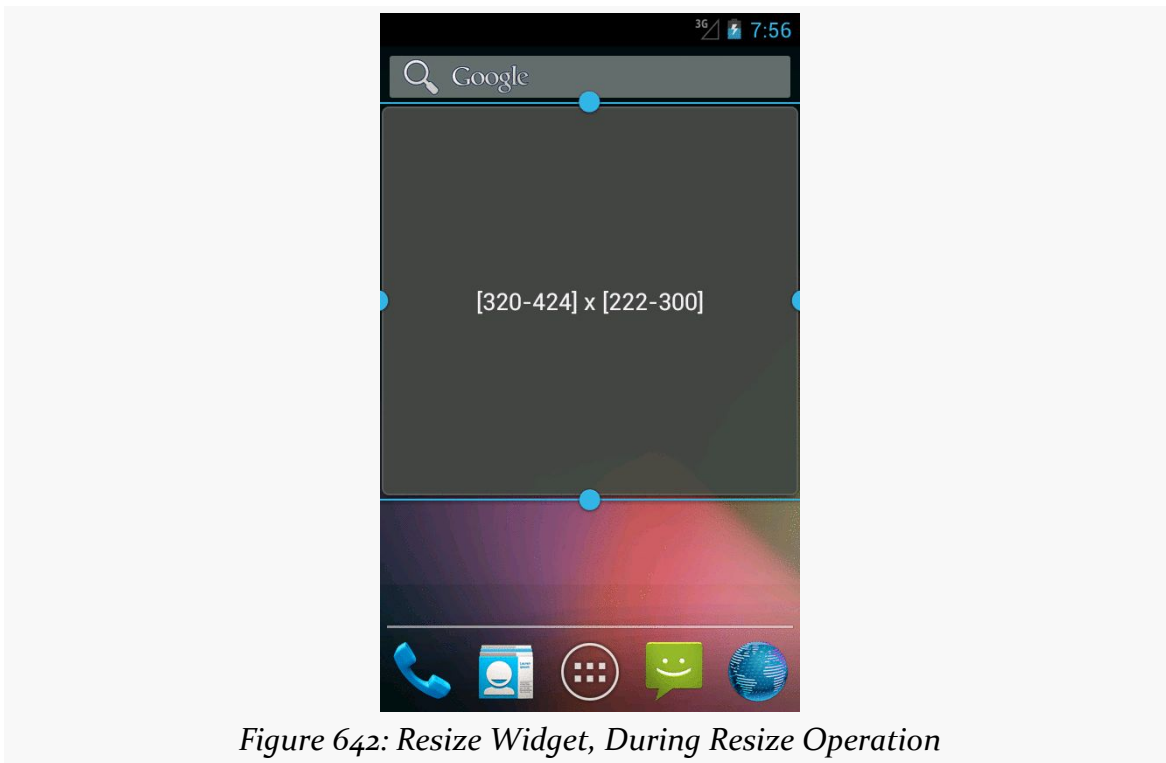 3G 7:56
Google
[320-424] x [222-300]
Figure 642: Resize Widget, During Resize Operation